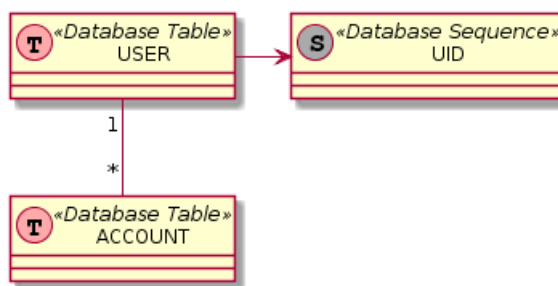 T «Database Table»
USER
S «Database Sequence»
UID
1
*
T «Database Table»
ACCOUNT